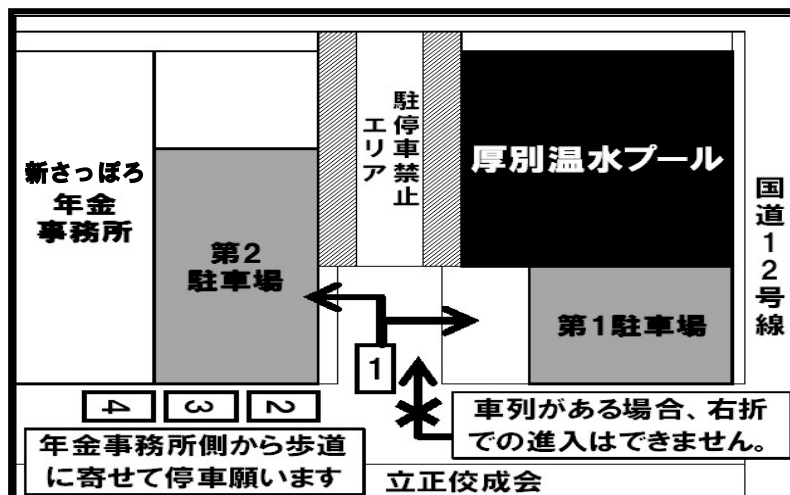 新さっぽろ
年金
事務所
第2
駐車場
駐停車禁止
エリア
厚別温水プール
第1駐車場
国道12号線
1
2
3
4
車列がある場合、右折
での進入はできません。
年金事務所側から歩道
に寄せて停車願います
立正佼成会